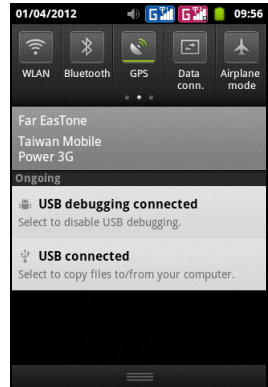 01/04/2012 G G 09:56
WLAN Bluetooth GPS Data conn. Airplane mode
Far EasTone
Taiwan Mobile
Power 3G
Ongoing
USB debugging connected
Select to disable USB debugging.
USB connected
Select to copy files to/from your computer.